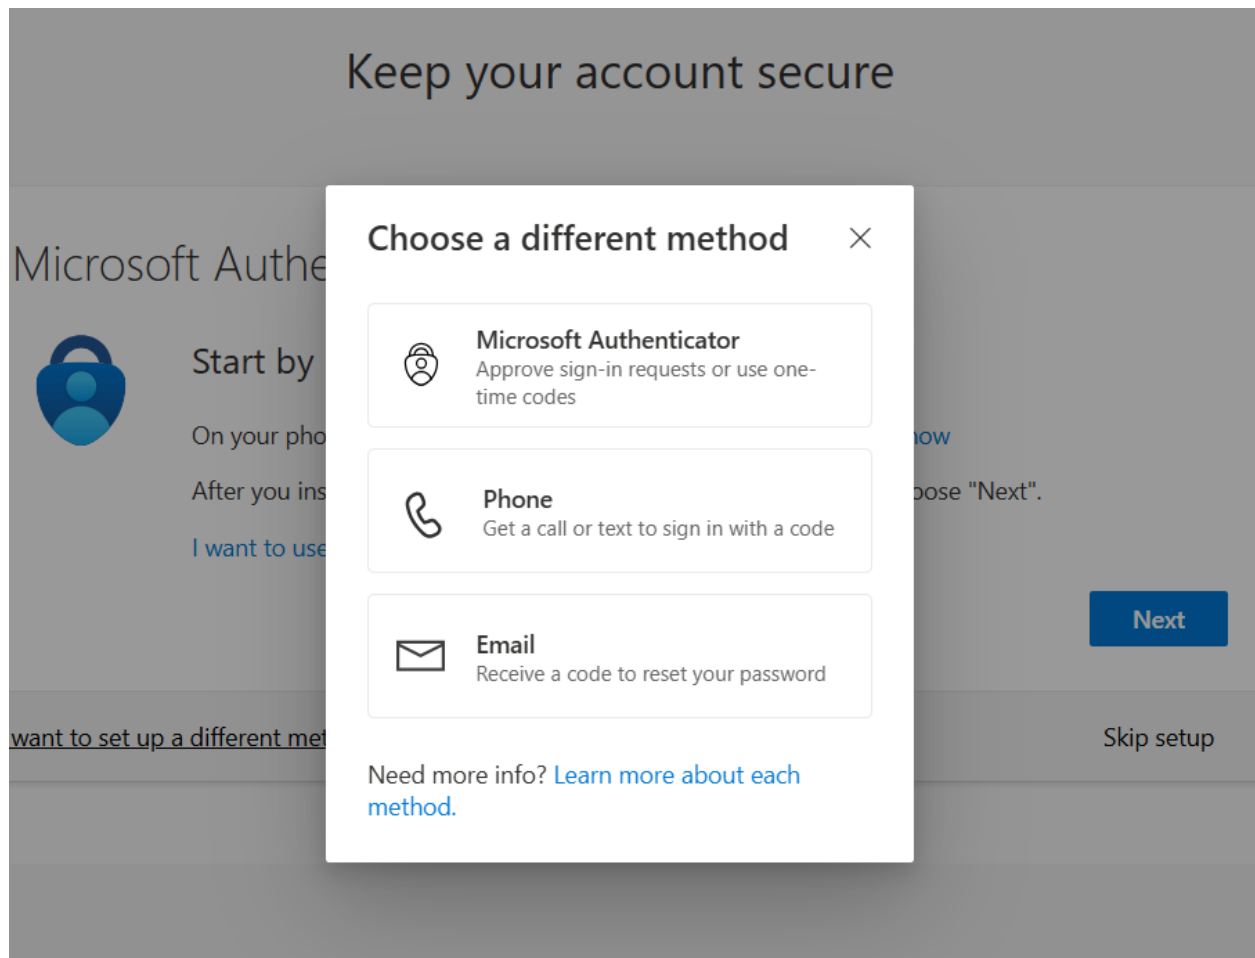 Keep your account secure
Choose a different method
Microsoft Authe
Microsoft Authenticator
Approve sign-in requests or use one-
time codes
Start by
On your pho
now
Phone
Get a call or text to sign in with a code
After you ins
oose "Next".
I want to use
Next
Email
Receive a code to reset your password
want to set up a different met
Skip setup
Need more info? Learn more about each
method.